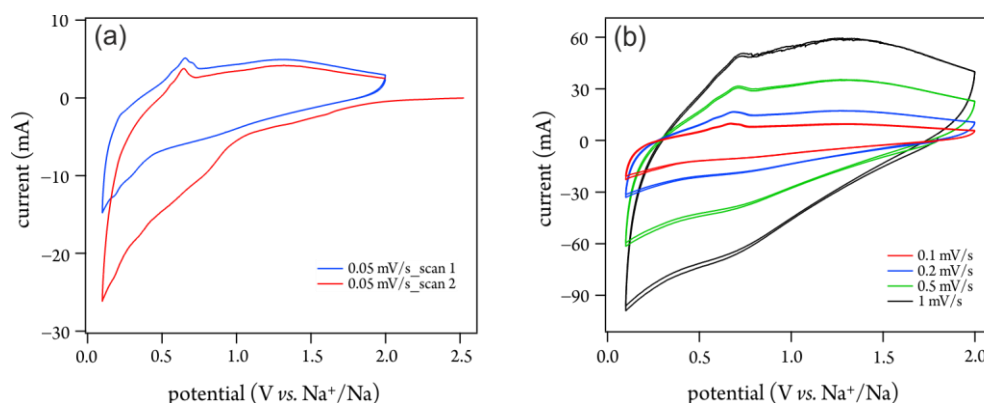 (a)
10
0
−10
−20
−30
current (mA)
0.05 mV/s_scan 1
0.05 mV/s_scan 2
0.0 0.5 1.0 1.5 2.0 2.5
potential (V vs. Na⁺/Na)
(b)
60
30
0
−30
−60
−90
current (mA)
0.1 mV/s
0.2 mV/s
0.5 mV/s
1 mV/s
0.0 0.5 1.0 1.5 2.0
potential (V vs. Na⁺/Na)